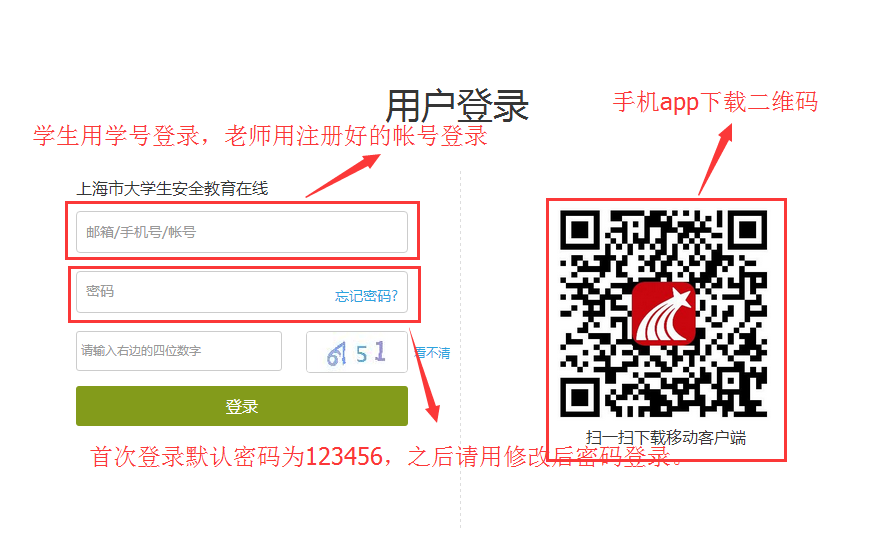 用户登录
手机app下载二维码
学生用学号登录，老师用注册好的帐号登录
上海市大学生安全教育在线
邮箱/手机号/帐号
密码
忘记密码?
请输入右边的四位数字
看不清
登录
扫一扫下载移动客户端
首次登录默认密码为123456，之后请用修改后密码登录。